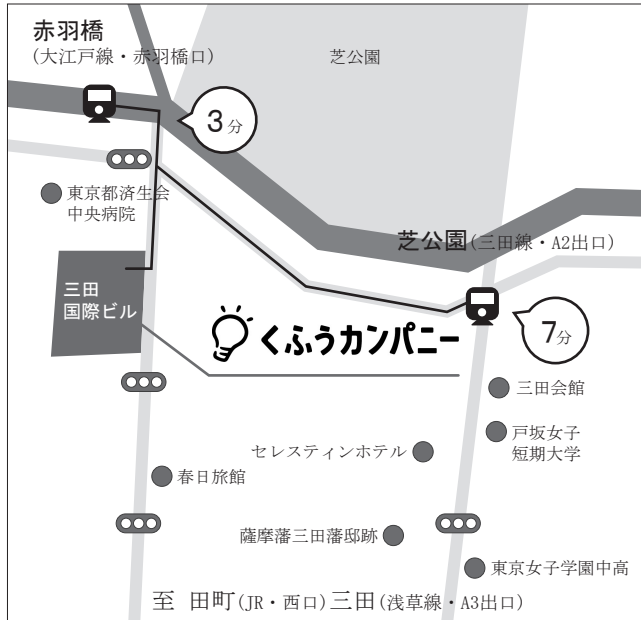 赤羽橋
(大江戸線・赤羽橋口)
芝公園
3分
東京都済生会
中央病院
芝公園(三田線・A2出口)
三田
国際ビル
くふうカンパニー
7分
三田会館
戸坂女子
短期大学
セレスティンホテル
春日旅館
薩摩藩三田藩邸跡
東京女子学園中高
至 田町(JR・西口)三田(浅草線・A3出口)